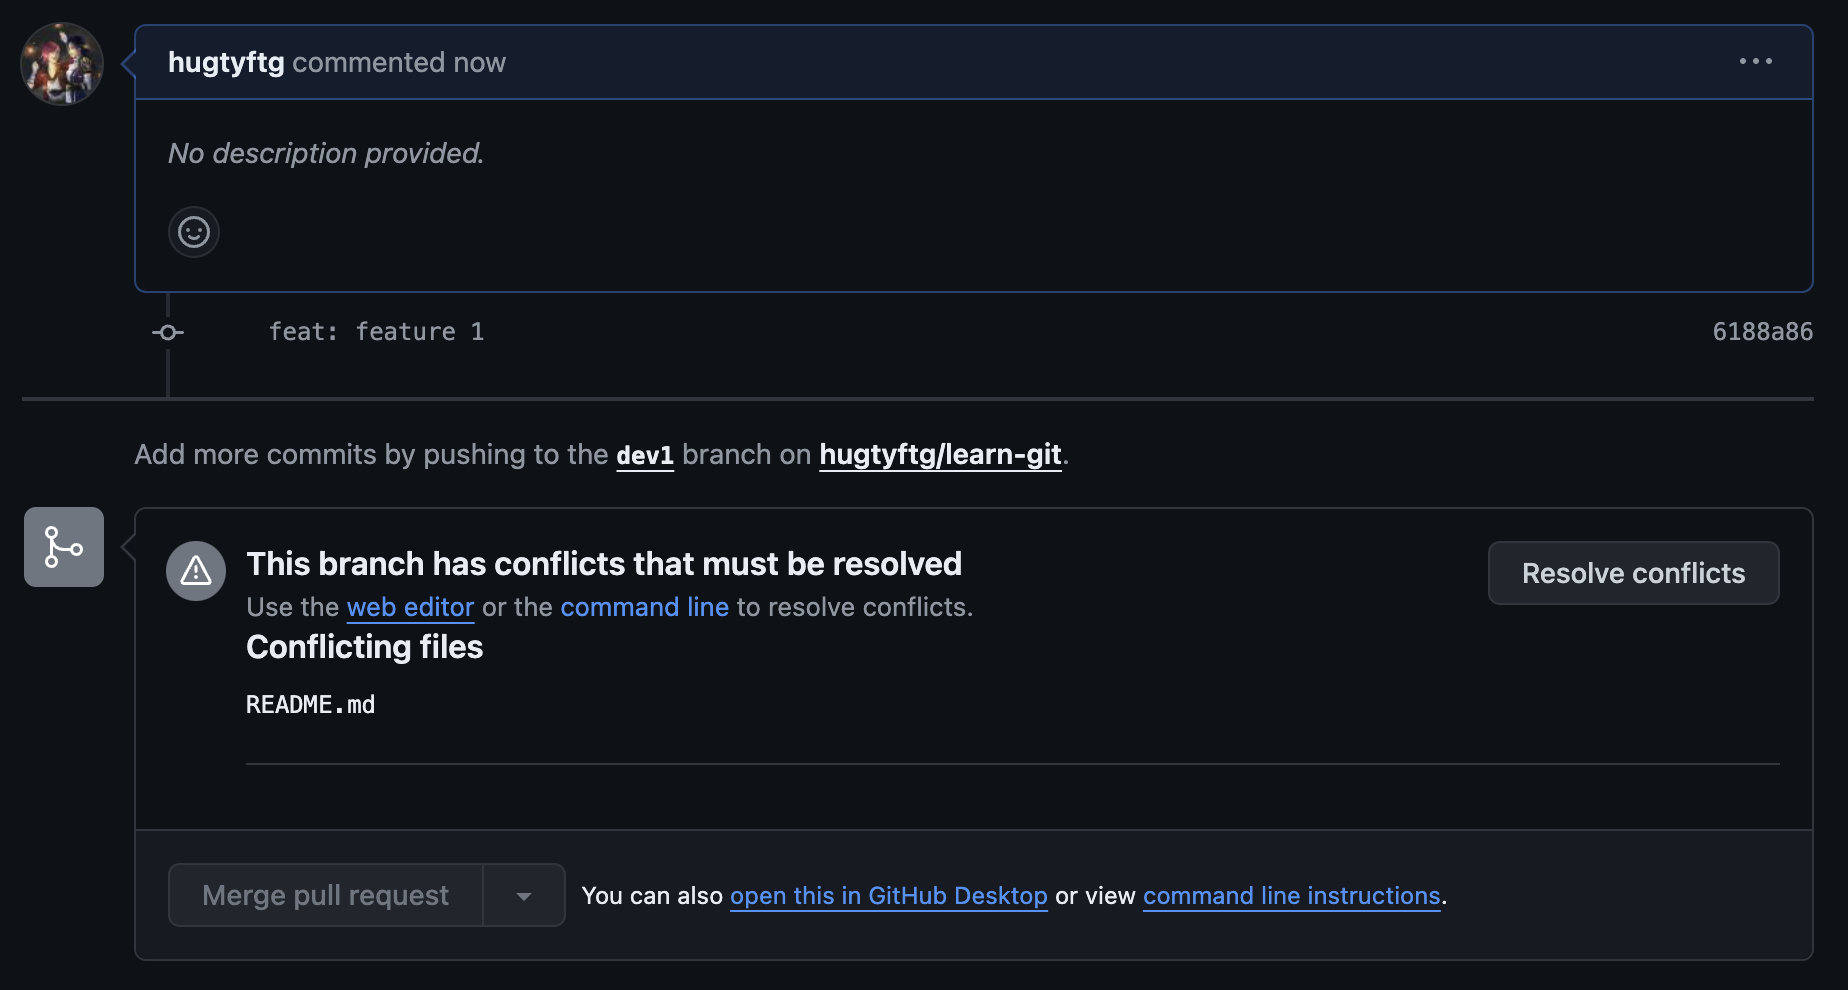 hugtyftg commented now
No description provided.
feat: feature 1 6188a86
Add more commits by pushing to the dev1 branch on hugtyftg/learn-git.
This branch has conflicts that must be resolved
Resolve conflicts
Use the web editor or the command line to resolve conflicts.
Conflicting files
README.md
Merge pull request You can also open this in GitHub Desktop or view command line instructions.